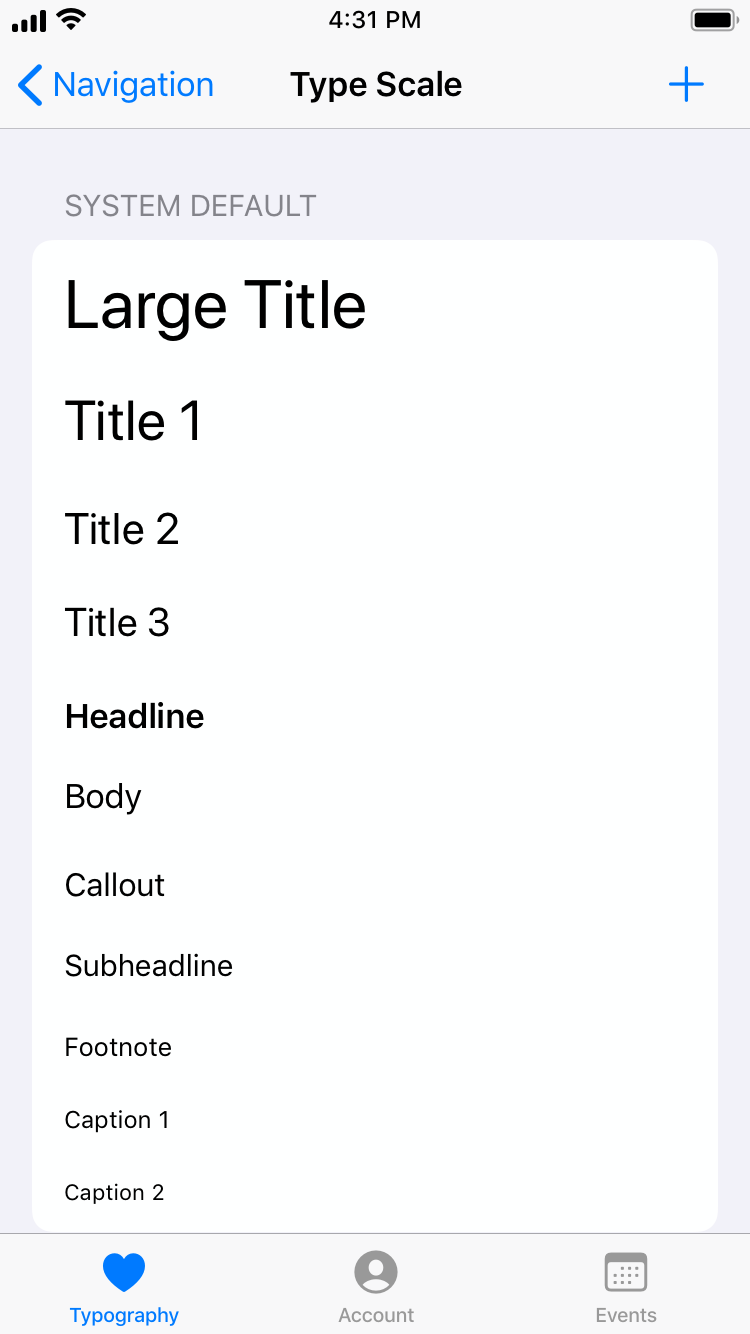 4:31 PM
Navigation
Type Scale
SYSTEM DEFAULT
Large Title
Title 1
Title 2
Title 3
Headline
Body
Callout
Subheadline
Footnote
Caption 1
Caption 2
Typography
Account
Events